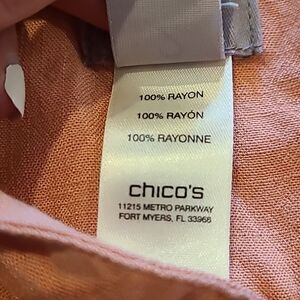 100% RAYON
100% RAYÓN
100% RAYONNE
chico's
11215 METRO PARKWAY
FORT MYERS, FL 33966